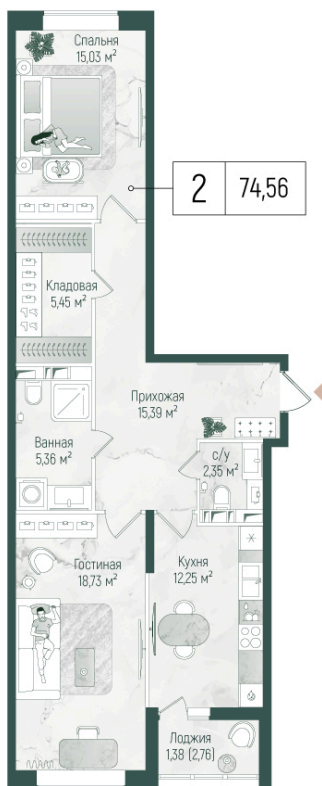 Спальня
15,03 м²
2 74,56
Кладовая
5,45 м²
Прихожая
15,39 м²
Ванная
5,36 м²
с/у
2,35 м²
Гостиная
18,73 м²
Кухня
12,25 м²
Лоджия
1,38 (2,76)